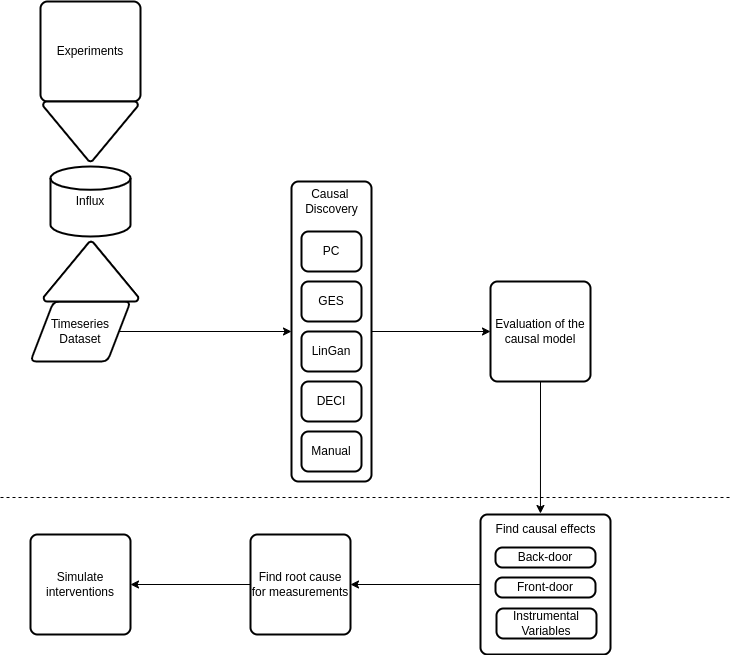 Experiments
Influx
Timeseries
Dataset
Causal
Discovery
PC
GES
LinGan
DECI
Manual
Evaluation of the
causal model
Find causal effects
Back-door
Front-door
Instrumental
Variables
Find root cause
for measurements
Simulate
interventions